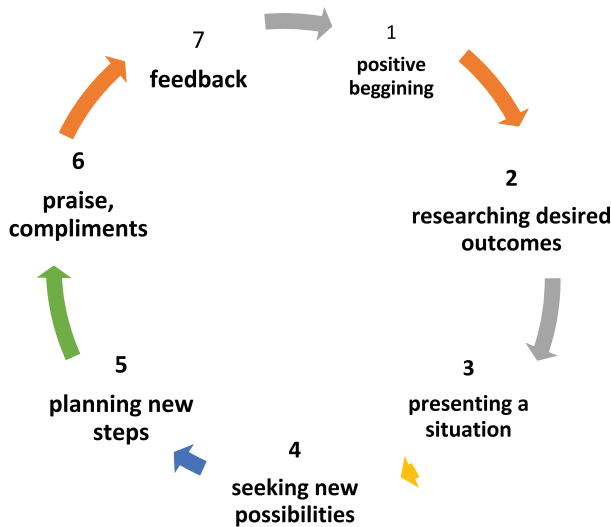 1
positive
beggining
2
researching desired
outcomes
3
presenting a
situation
4
seeking new
possibilities
5
planning new
steps
6
praise,
compliments
7
feedback